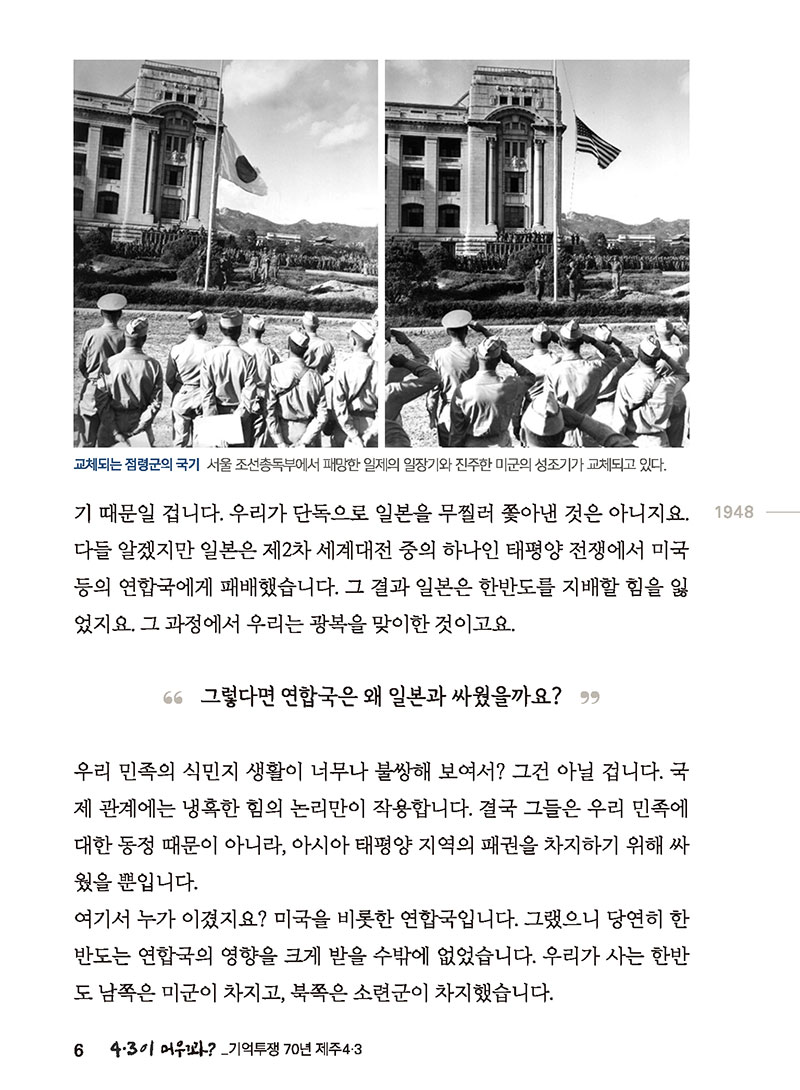 교체되는 점령군의 국기 서울 조선총독부에서 패망한 일제의 일장기와 진주한 미군의 성조기가 교체되고 있다.
기 때문일 겁니다. 우리가 단독으로 일본을 무찔러 쫓아낸 것은 아니지요.
1948
다들 알겠지만 일본은 제2차 세계대전 중의 하나인 태평양 전쟁에서 미국
등의 연합국에게 패배했습니다. 그 결과 일본은 한반도를 지배할 힘을 잃
었지요. 그 과정에서 우리는 광복을 맞이한 것이고요.
“ 그렇다면 연합국은 왜 일본과 싸웠을까요? ”
우리 민족의 식민지 생활이 너무나 불쌍해 보여서? 그건 아닐 겁니다. 국
제 관계에는 냉혹한 힘의 논리만이 작용합니다. 결국 그들은 우리 민족에
대한 동정 때문이 아니라, 아시아 태평양 지역의 패권을 차지하기 위해 싸
웠을 뿐입니다.
여기서 누가 이겼지요? 미국을 비롯한 연합국입니다. 그랬으니 당연히 한
반도는 연합국의 영향을 크게 받을 수밖에 없었습니다. 우리가 사는 한반
도 남쪽은 미군이 차지고, 북쪽은 소련군이 차지했습니다.
6 4·3이 머우꽈? _기억투쟁 70년 제주4·3